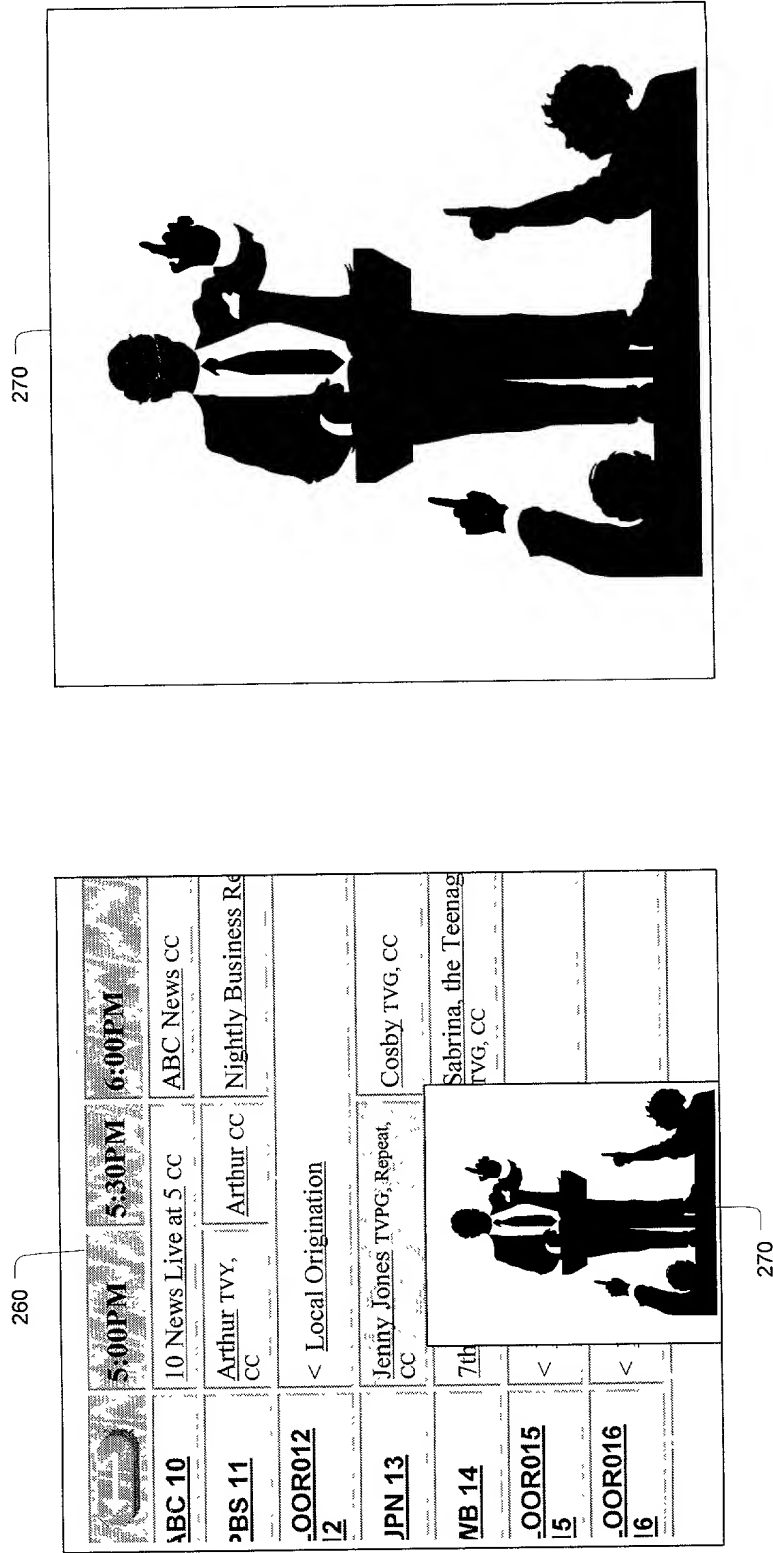 270
260
5:00PM 5:30PM 6:00PM
ABC 10 10 News Live at 5 CC ABC News CC
PBS 11 Arthur TVY, CC Arthur CC Nightly Business Re
.OOR012 12 < Local Origination
JPN 13 Jenny Jones TVPG, Repeat, CC Cosby TVG, CC
WB 14 7th Sabrina, the Teenag TVG, CC
.OOR015 15 <
.OOR016 16 <
270